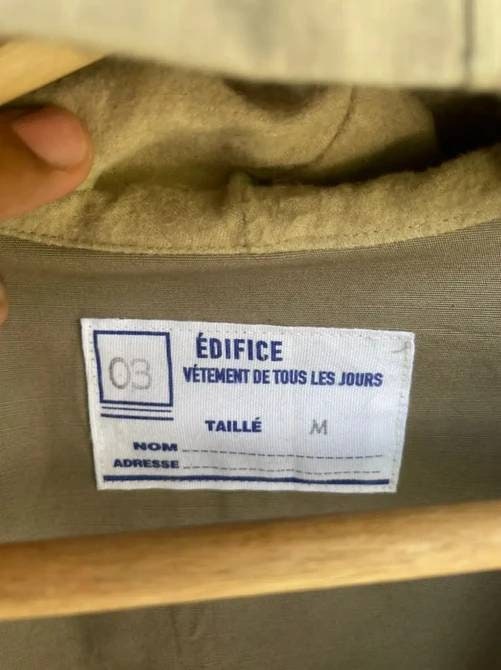 03
ÉDIFICE
VÊTEMENT DE TOUS LES JOURS
TAILLÉ M
NOM
ADRESSE